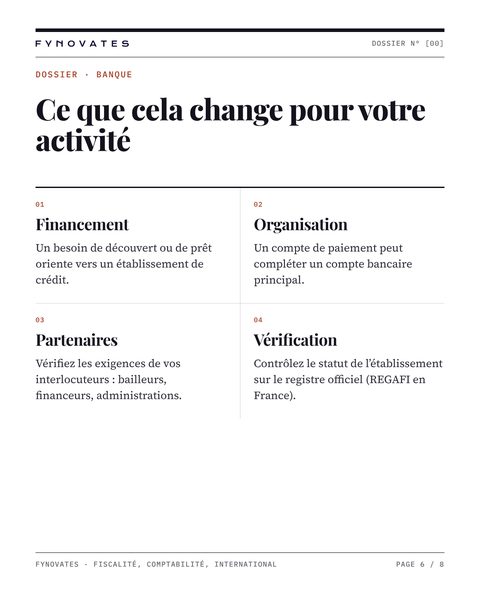 FYNOVATES
DOSSIER N° [00]
DOSSIER · BANQUE
Ce que cela change pour votre
activité
01
Financement
Un besoin de découvert ou de prêt
oriente vers un établissement de
crédit.
02
Organisation
Un compte de paiement peut
compléter un compte bancaire
principal.
03
Partenaires
Vérifiez les exigences de vos
interlocuteurs : bailleurs,
financeurs, administrations.
04
Vérification
Contrôlez le statut de l'établissement
sur le registre officiel (REGAFI en
France).
FYNOVATES · FISCALITÉ, COMPTABILITÉ, INTERNATIONAL
PAGE 6 / 8